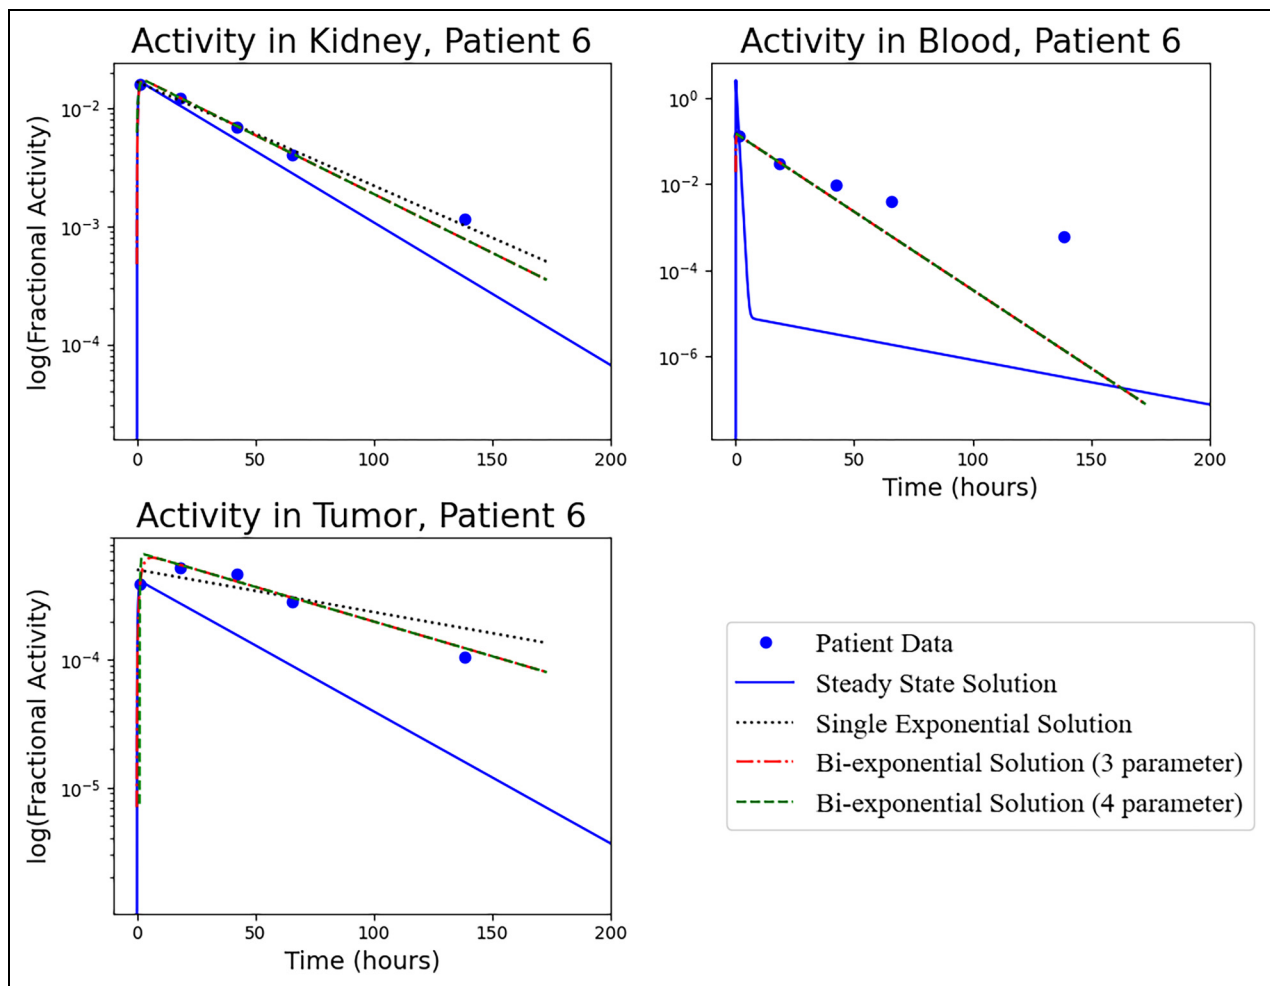 Activity in Kidney, Patient 6
log(Fractional Activity)
10⁻²
10⁻³
10⁻⁴
0 50 100 150 200
Activity in Blood, Patient 6
10⁰
10⁻²
10⁻⁴
10⁻⁶
0 50 100 150 200
Time (hours)
Activity in Tumor, Patient 6
log(Fractional Activity)
10⁻⁴
10⁻⁵
0 50 100 150 200
Time (hours)
Patient Data
Steady State Solution
Single Exponential Solution
Bi-exponential Solution (3 parameter)
Bi-exponential Solution (4 parameter)